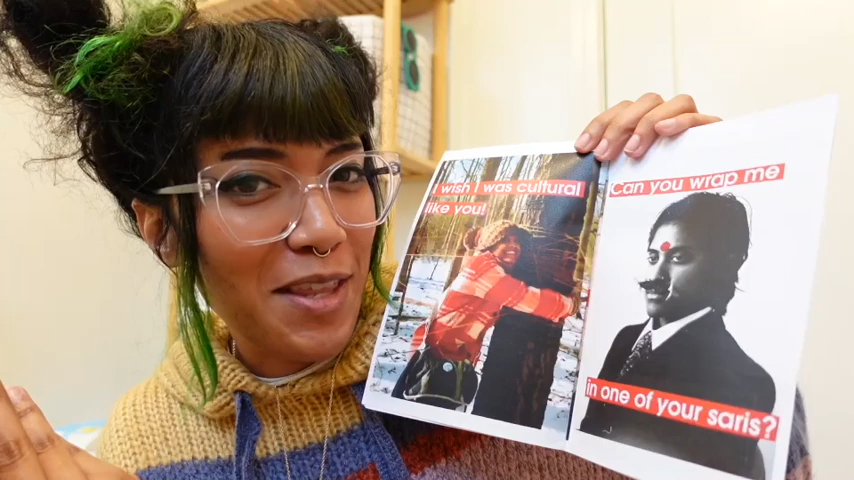 I wish I was cultural
like you!
Can you wrap me
in one of your saris?